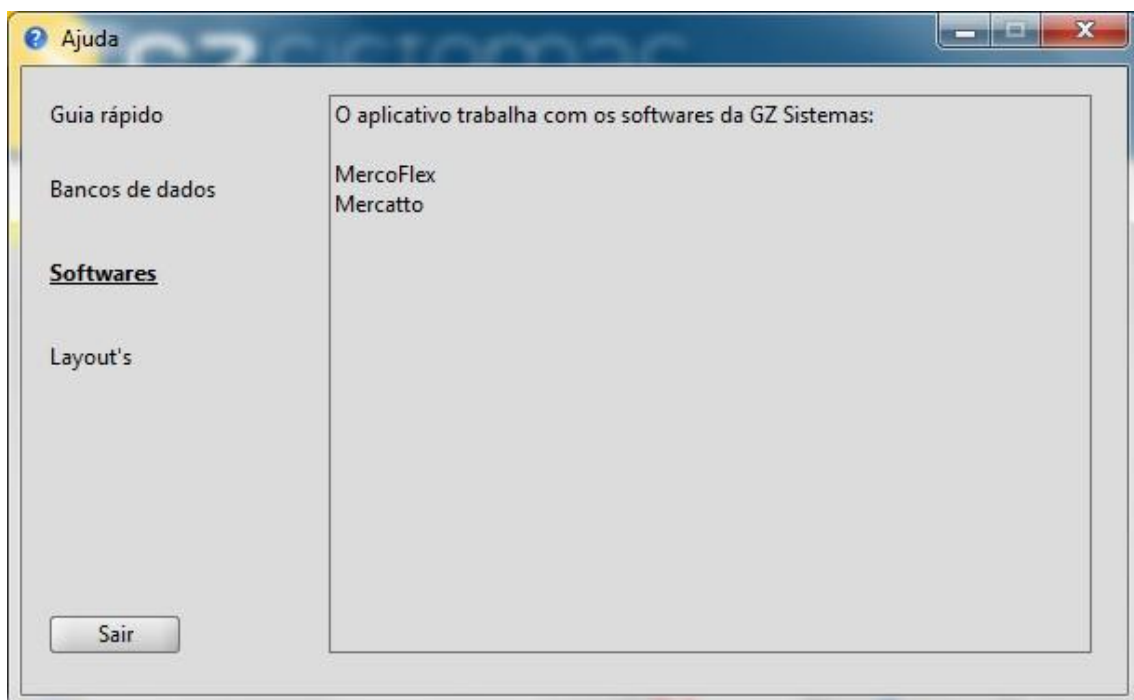 Ajuda
Guia rápido
Bancos de dados
Softwares
Layout's
Sair
O aplicativo trabalha com os softwares da GZ Sistemas:
MercoFlex
Mercatto